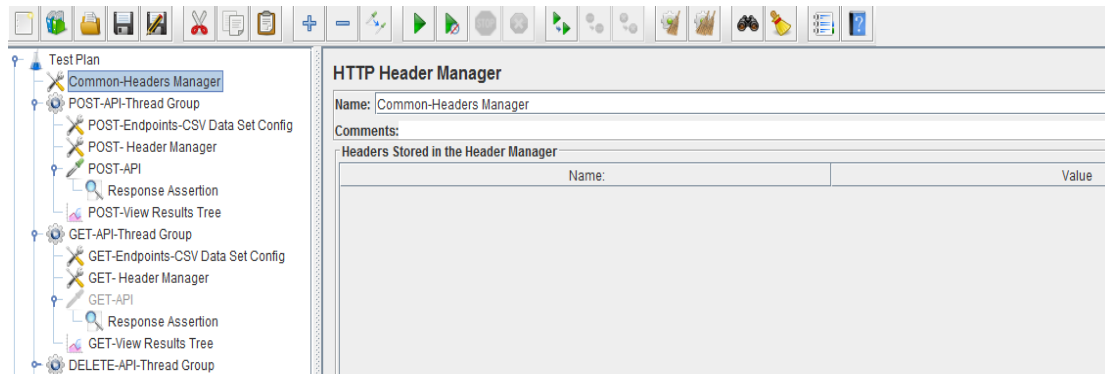 Test Plan
Common-Headers Manager
POST-API-Thread Group
POST-Endpoints-CSV Data Set Config
POST- Header Manager
POST-API
Response Assertion
POST-View Results Tree
GET-API-Thread Group
GET-Endpoints-CSV Data Set Config
GET- Header Manager
GET-API
Response Assertion
GET-View Results Tree
DELETE-API-Thread Group
HTTP Header Manager
Name: Common-Headers Manager
Comments:
Headers Stored in the Header Manager
Name: Value